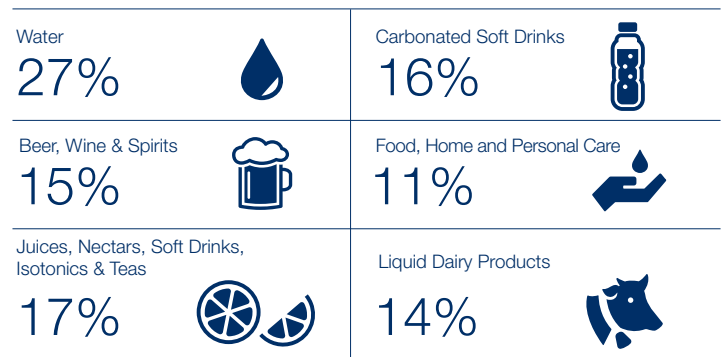 Water
27%
Carbonated Soft Drinks
16%
Beer, Wine & Spirits
15%
Food, Home and Personal Care
11%
Juices, Nectars, Soft Drinks,
Isotonics & Teas
17%
Liquid Dairy Products
14%